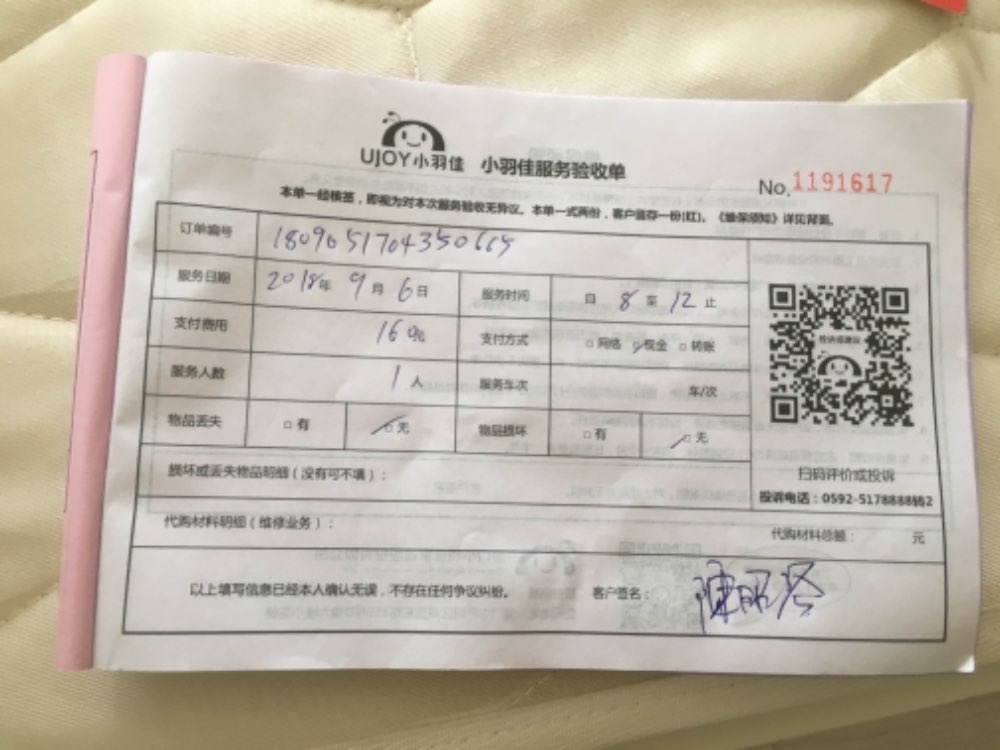 UJOY小羽佳 小羽佳服务验收单
No.1191617
本单一经核签，即视为对本次服务验收无异议。本单一式两份，客户留存一份(红)。《维保须知》详见背面。
订单编号 1809051704350665
服务日期 2018年 9月 6日 服务时间 自 8 至 12 止
支付费用 160元 支付方式 □网络 □现金 □转账
服务人数 1人 服务车次 车/次
物品丢失 □有 □无 物品损坏 □有 □无
损坏或丢失物品明细（没有可不填）：
扫码评价或投诉
投诉电话：0592-5178888转2
代购材料明细（维修业务）： 代购材料总额： 元
以上填写信息已经本人确认无误，不存在任何争议纠纷。 客户签名：